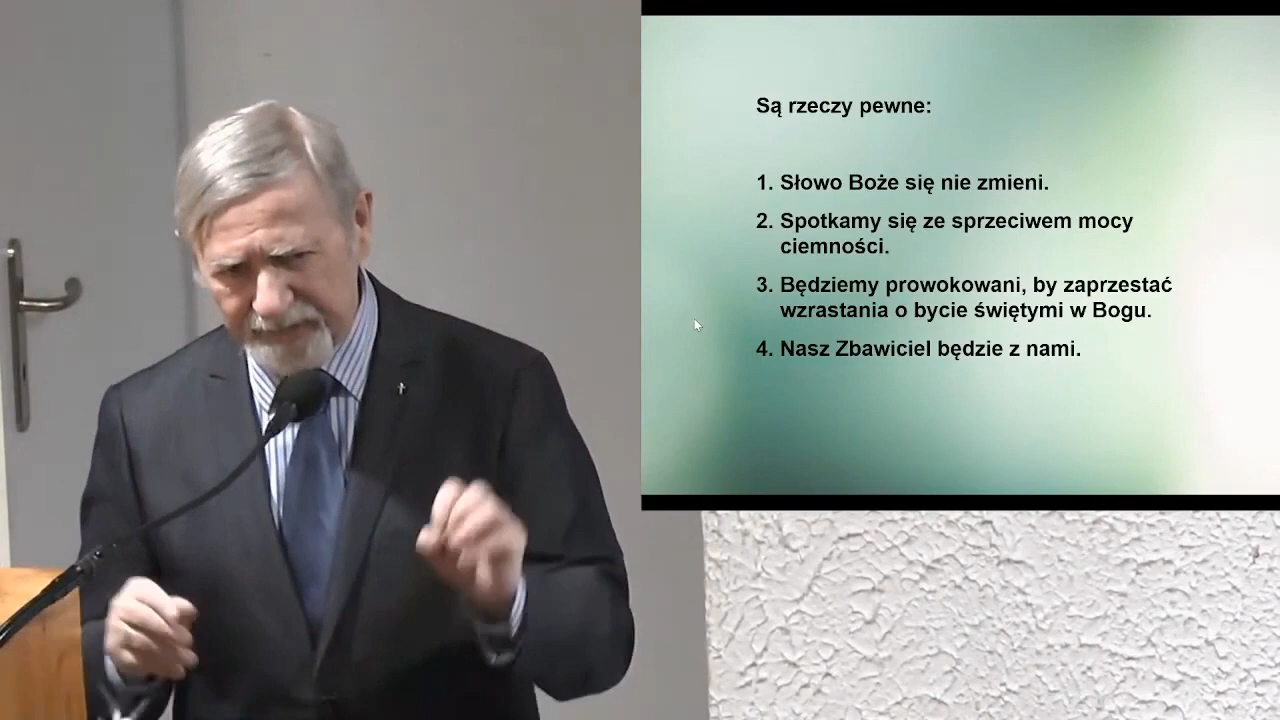 Są rzeczy pewne:
1. Słowo Boże się nie zmieni.
2. Spotkamy się ze sprzeciwem mocy
ciemności.
3. Będziemy prowokowani, by zaprzestać
wzrastania o bycie świętymi w Bogu.
4. Nasz Zbawiciel będzie z nami.